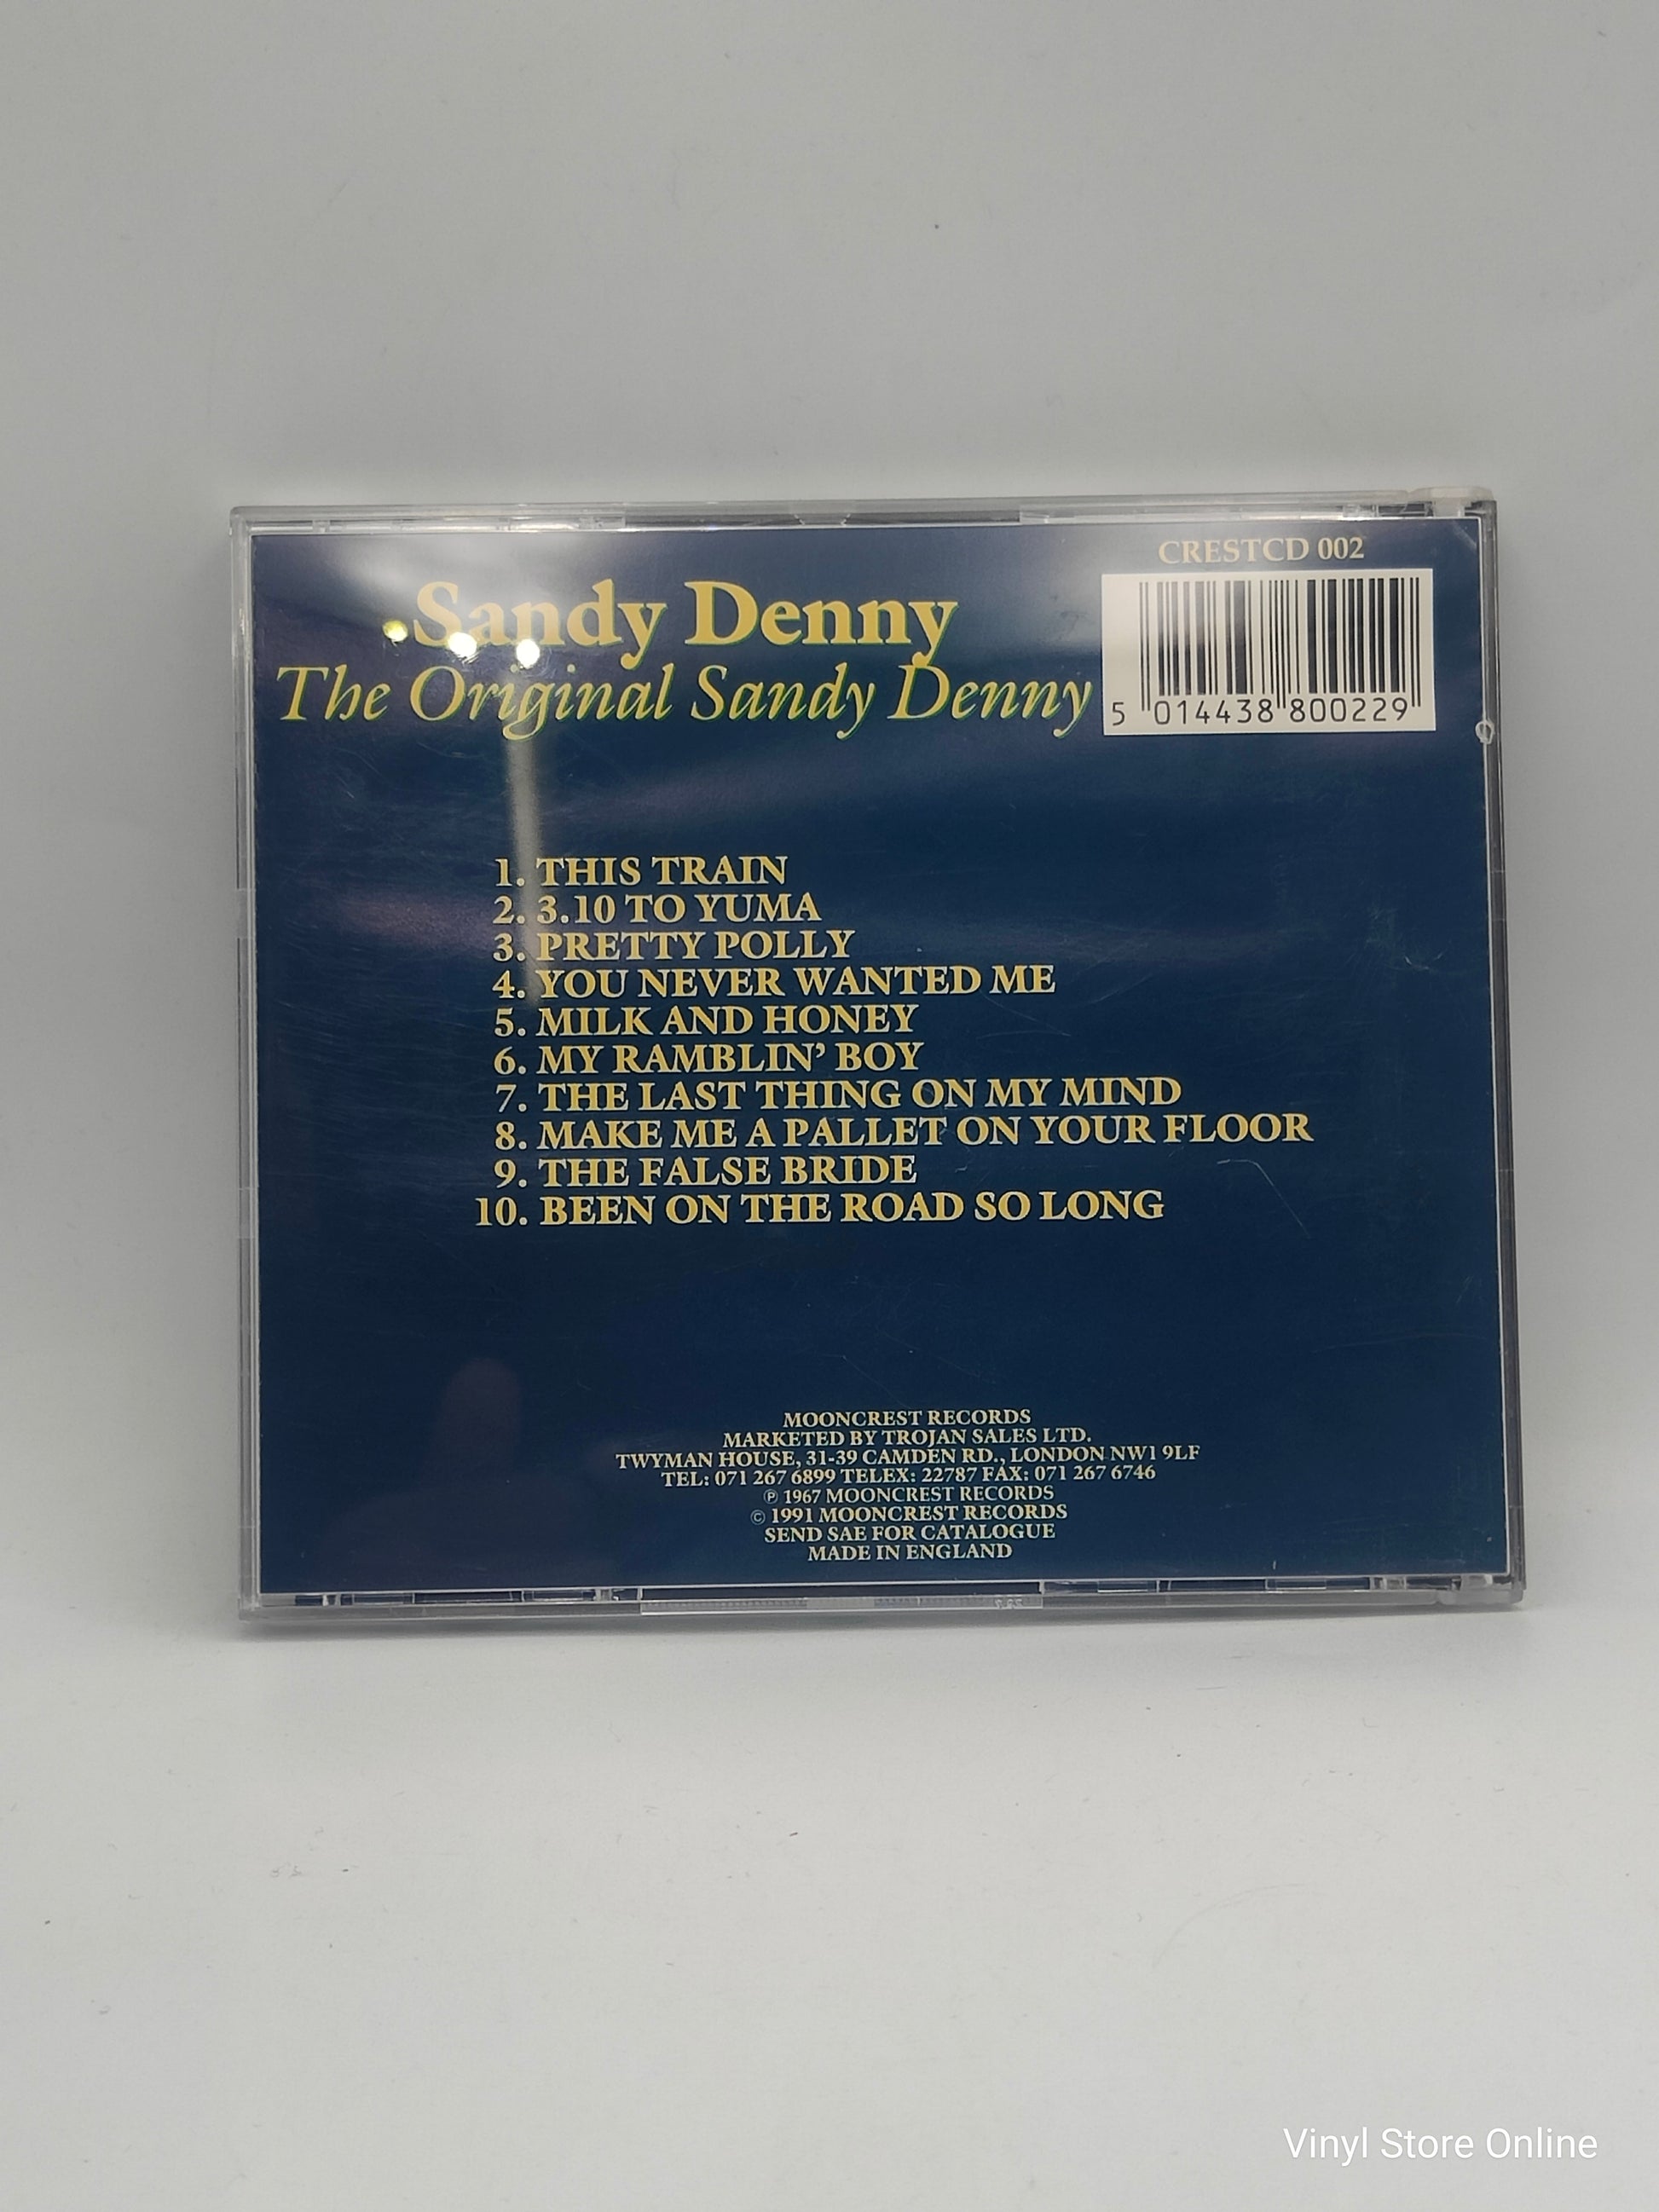 CRESTCD 002
Sandy Denny
The Original Sandy Denny
5 014438 800229
1. THIS TRAIN
2. 3.10 TO YUMA
3. PRETTY POLLY
4. YOU NEVER WANTED ME
5. MILK AND HONEY
6. MY RAMBLIN' BOY
7. THE LAST THING ON MY MIND
8. MAKE ME A PALLET ON YOUR FLOOR
9. THE FALSE BRIDE
10. BEEN ON THE ROAD SO LONG
MOONCREST RECORDS
MARKETED BY TROJAN SALES LTD.
TWYMAN HOUSE, 31-39 CAMDEN RD., LONDON NW1 9LF
TEL: 071 267 6899 TELEX: 22787 FAX: 071 267 6746
℗ 1967 MOONCREST RECORDS
© 1991 MOONCREST RECORDS
SEND SAE FOR CATALOGUE
MADE IN ENGLAND
Vinyl Store Online